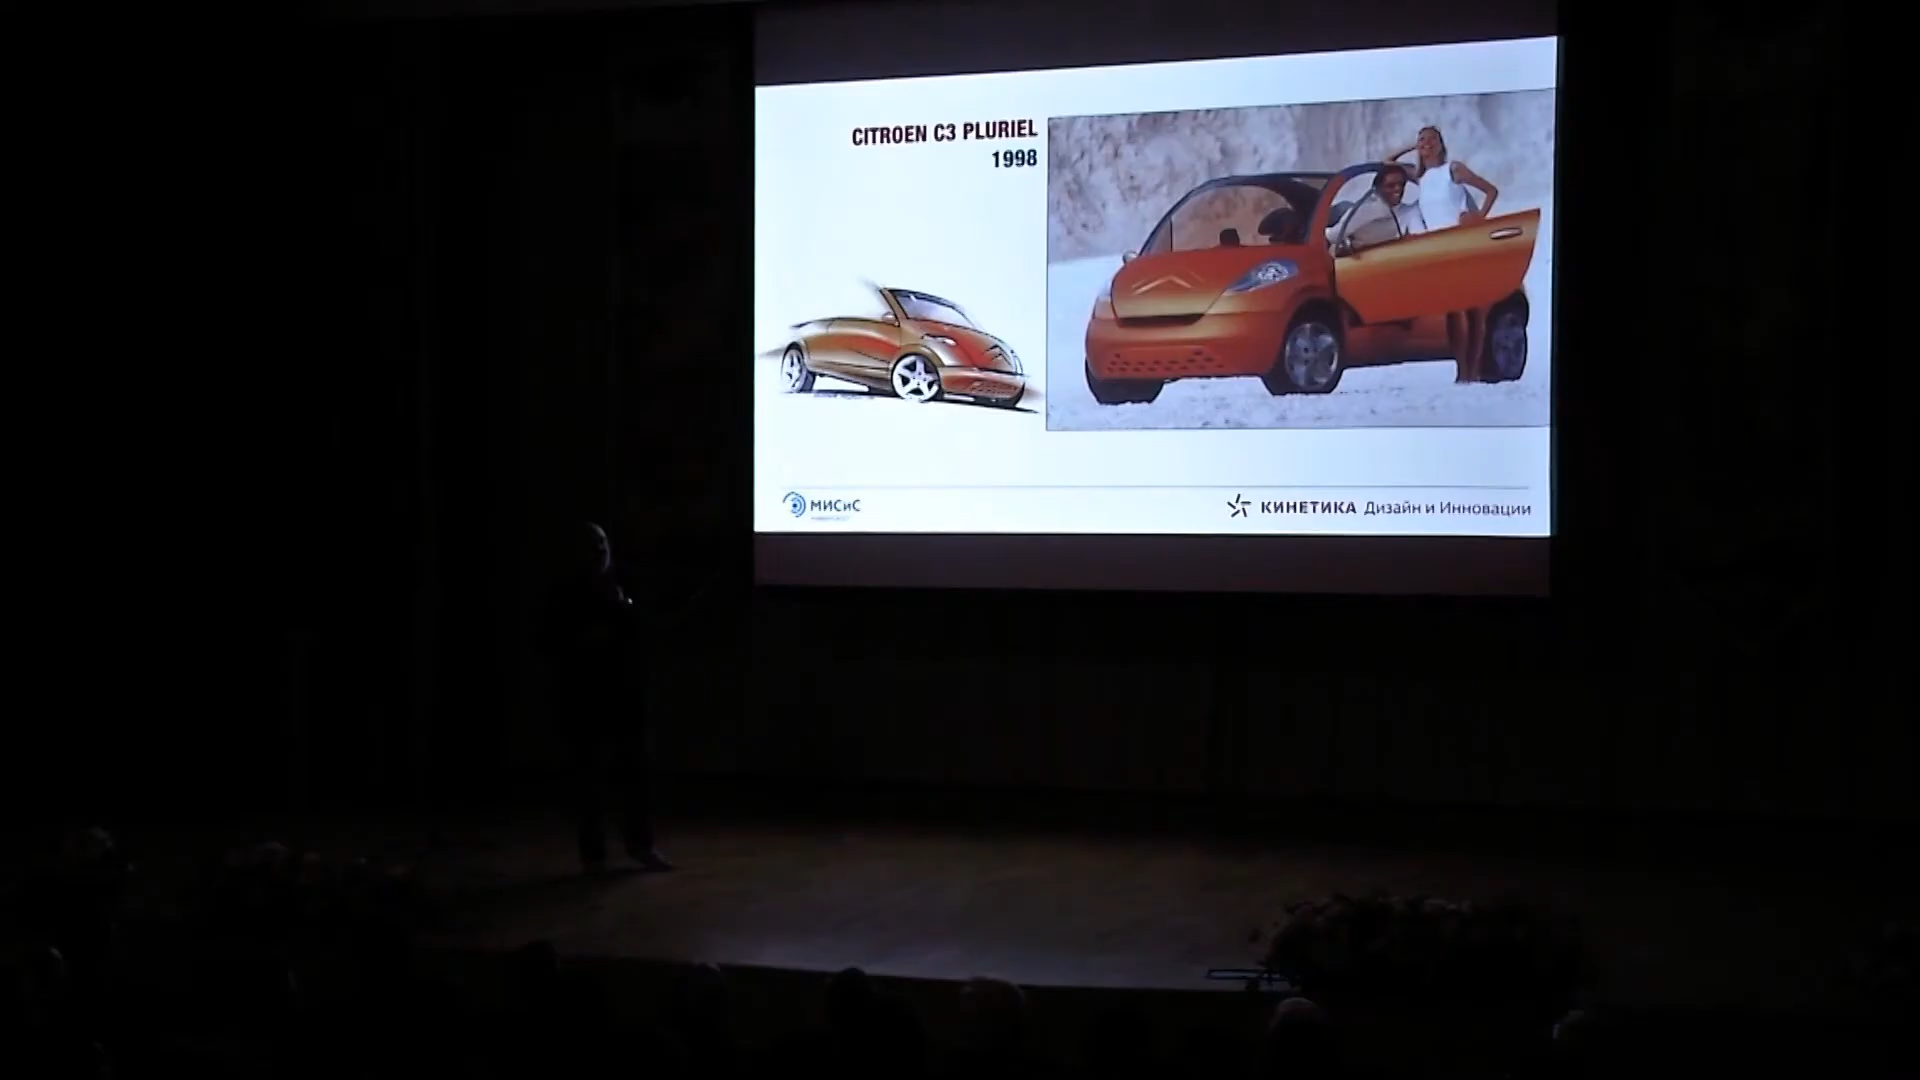 CITROEN C3 PLURIEL
1998
МИСиС
КИНЕТИКА Дизайн и Инновации